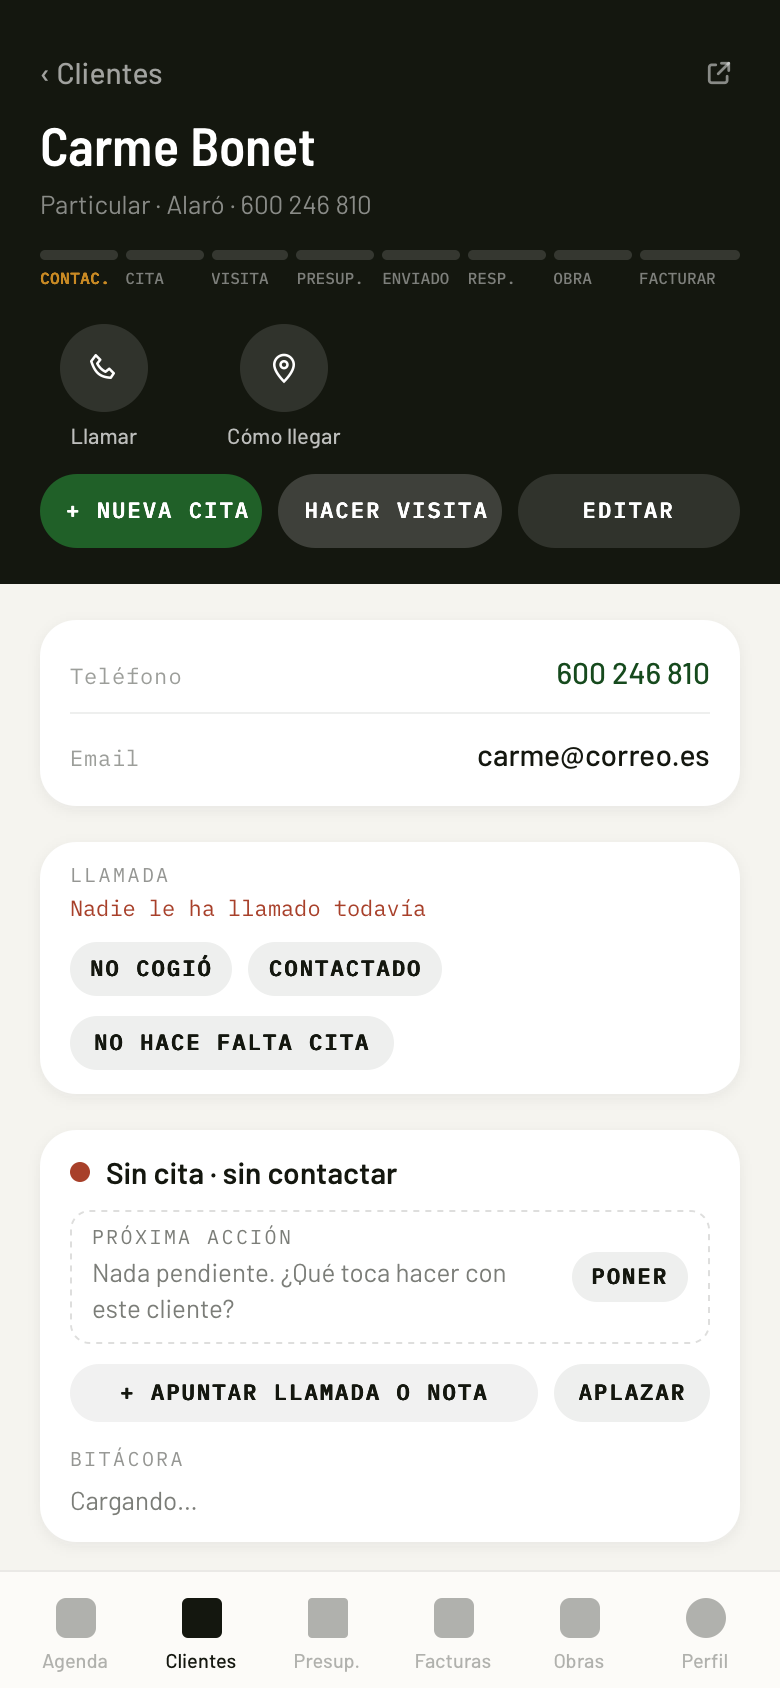 ‹ Clientes
Carme Bonet
Particular · Alaró · 600 246 810
CONTAC. CITA VISITA PRESUP. ENVIADO RESP. OBRA FACTURAR
Llamar Cómo llegar
+ NUEVA CITA HACER VISITA EDITAR
Teléfono 600 246 810
Email carme@correo.es
LLAMADA
Nadie le ha llamado todavía
NO COGIÓ CONTACTADO
NO HACE FALTA CITA
Sin cita · sin contactar
PRÓXIMA ACCIÓN
Nada pendiente. ¿Qué toca hacer con
este cliente?
PONER
+ APUNTAR LLAMADA O NOTA APLAZAR
BITÁCORA
Cargando...
Agenda Clientes Presup. Facturas Obras Perfil